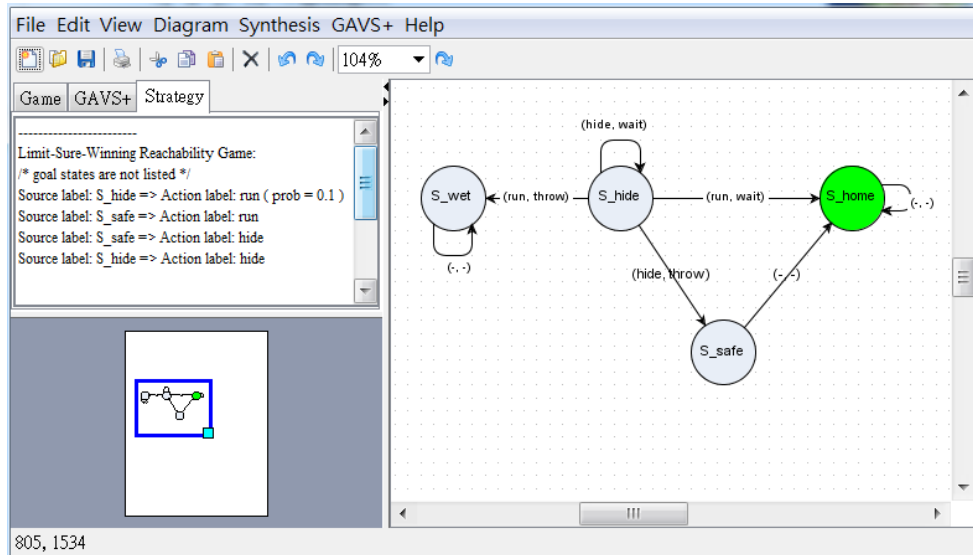 File Edit View Diagram Synthesis GAVS+ Help
104%
Game GAVS+ Strategy
-------------------------
Limit-Sure-Winning Reachability Game:
/* goal states are not listed */
Source label: S_hide => Action label: run ( prob = 0.1 )
Source label: S_safe => Action label: run
Source label: S_safe => Action label: hide
Source label: S_hide => Action label: hide
(hide, wait)
S_wet
(run, throw)
S_hide
(run, wait)
S_home
(-, -)
(-, -)
(hide, throw)
(-, -)
S_safe
805, 1534